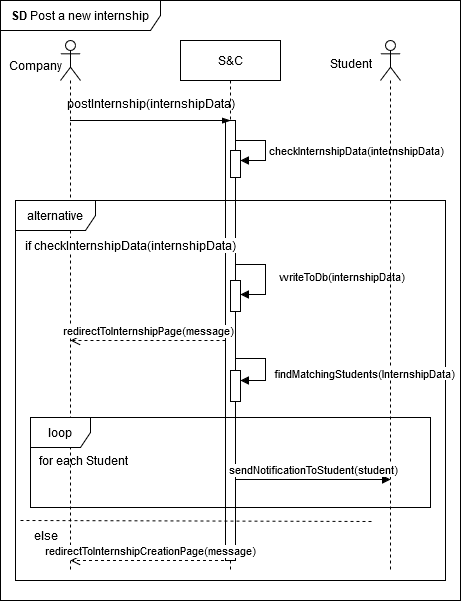 SD Post a new internship
Company
S&C
Student
postInternship(internshipData)
checkInternshipData(internshipData)
alternative
if checkInternshipData(internshipData)
writeToDb(internshipData)
redirectToInternshipPage(message)
findMatchingStudents(InternshipData)
loop
for each Student
sendNotificationToStudent(student)
else
redirectToInternshipCreationPage(message)